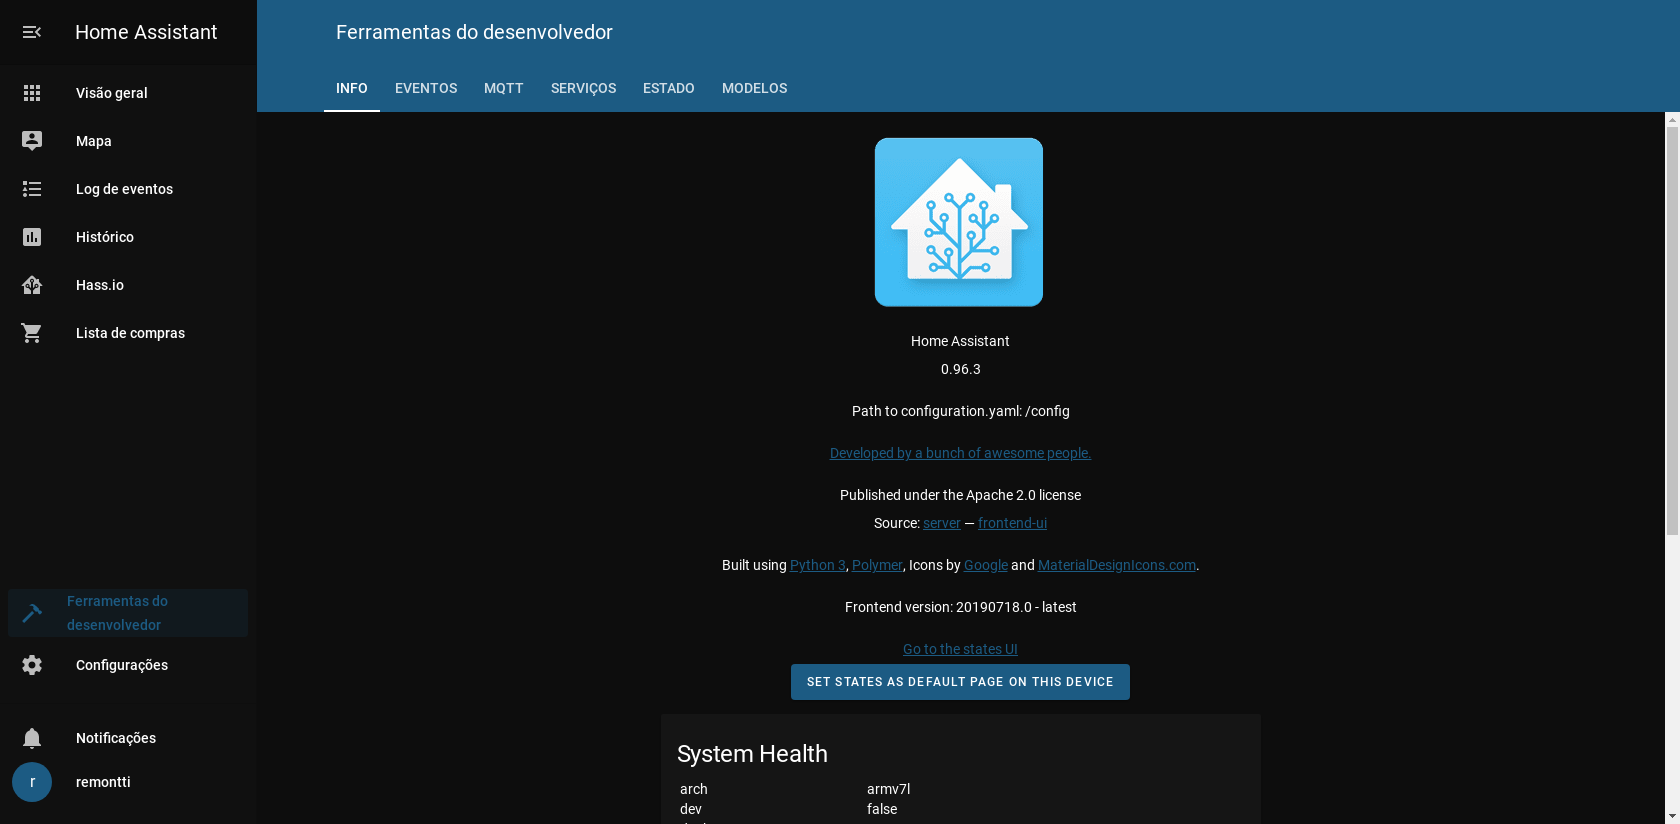 Home Assistant
Visão geral
Mapa
Log de eventos
Histórico
Hass.io
Lista de compras
Ferramentas do
desenvolvedor
Configurações
Notificações
r
remontti
Ferramentas do desenvolvedor
INFO
EVENTOS
MQTT
SERVIÇOS
ESTADO
MODELOS
Home Assistant
0.96.3
Path to configuration.yaml: /config
Developed by a bunch of awesome people.
Published under the Apache 2.0 license
Source: server — frontend-ui
Built using Python 3, Polymer, Icons by Google and MaterialDesignIcons.com.
Frontend version: 20190718.0 - latest
Go to the states UI
SET STATES AS DEFAULT PAGE ON THIS DEVICE
System Health
arch armv7l
dev false